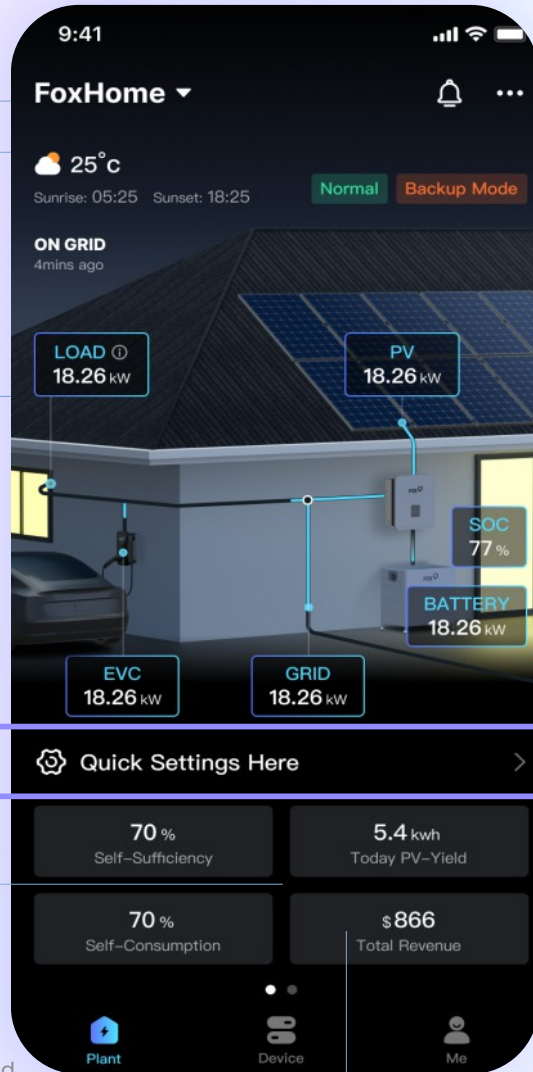 9:41
FoxHome
25°c
Sunrise: 05:25 Sunset: 18:25
Normal
Backup Mode
ON GRID
4mins ago
LOAD
18.26 kW
PV
18.26 kW
SOC
77 %
BATTERY
18.26 kW
EVC
18.26 kW
GRID
18.26 kW
Quick Settings Here
70 %
Self-Sufficiency
5.4 kwh
Today PV-Yield
70 %
Self-Consumption
$ 866
Total Revenue
Plant
Device
Me